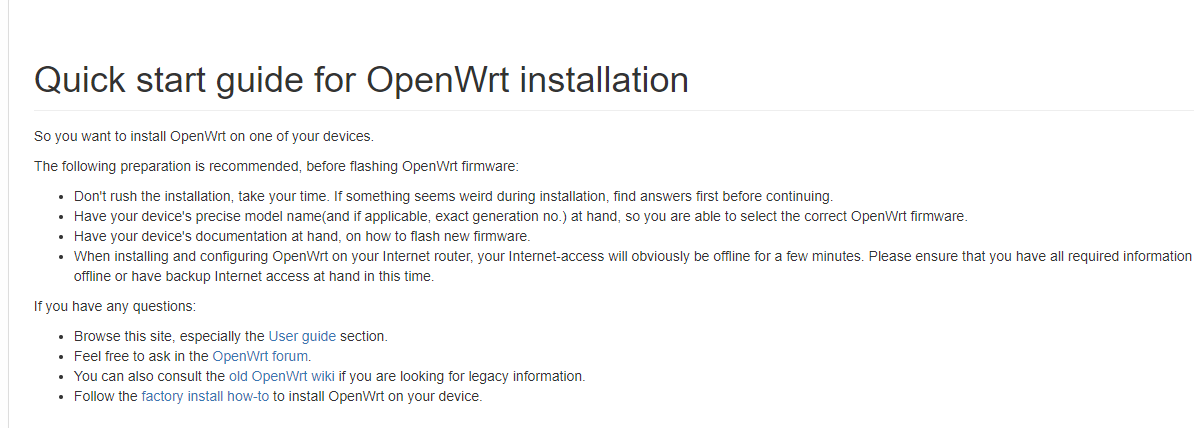 Quick start guide for OpenWrt installation
So you want to install OpenWrt on one of your devices.
The following preparation is recommended, before flashing OpenWrt firmware:
• Don't rush the installation, take your time. If something seems weird during installation, find answers first before continuing.
• Have your device's precise model name(and if applicable, exact generation no.) at hand, so you are able to select the correct OpenWrt firmware.
• Have your device's documentation at hand, on how to flash new firmware.
• When installing and configuring OpenWrt on your Internet router, your Internet-access will obviously be offline for a few minutes. Please ensure that you have all required information
offline or have backup Internet access at hand in this time.
If you have any questions:
• Browse this site, especially the User guide section.
• Feel free to ask in the OpenWrt forum.
• You can also consult the old OpenWrt wiki if you are looking for legacy information.
• Follow the factory install how-to to install OpenWrt on your device.